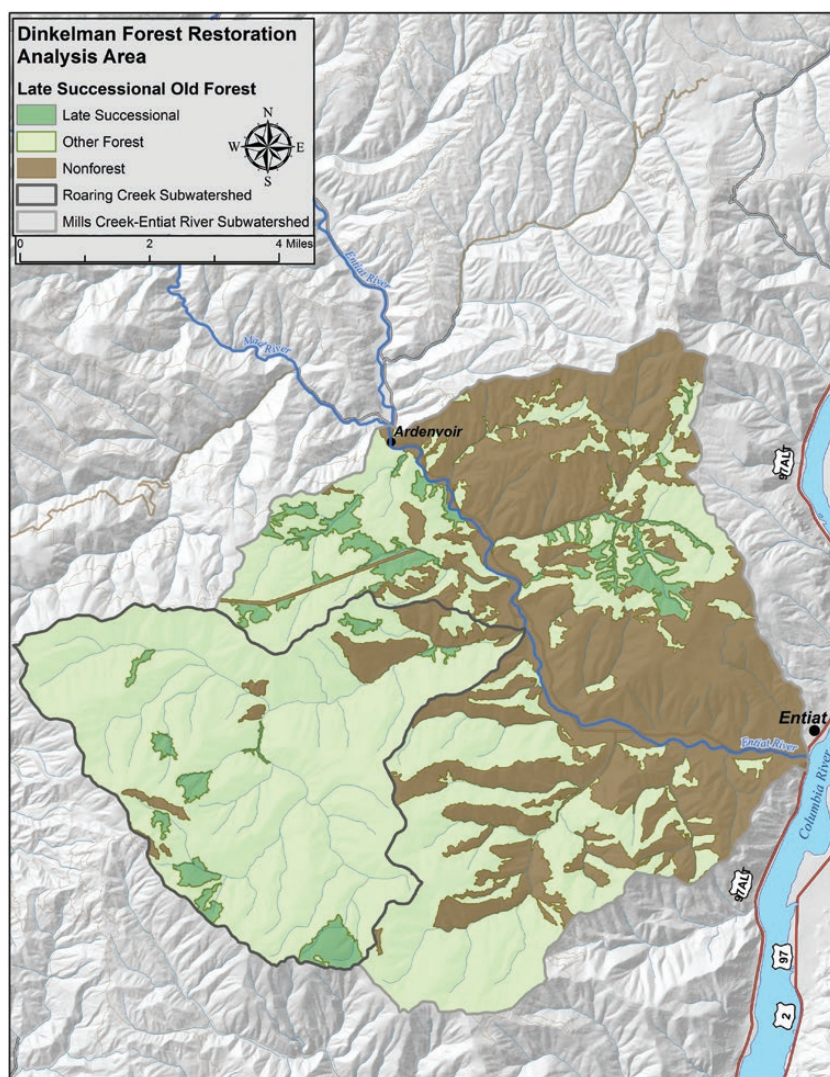 Dinkelman Forest Restoration
Analysis Area
Late Successional Old Forest
Late Successional
Other Forest
Nonforest
Roaring Creek Subwatershed
Mills Creek-Entiat River Subwatershed
N
W E
S
0 2 4 Miles
Entiat River
Mad River
Ardenvoir
97ALT
Entiat
Entiat River
Columbia River
97ALT
97
2